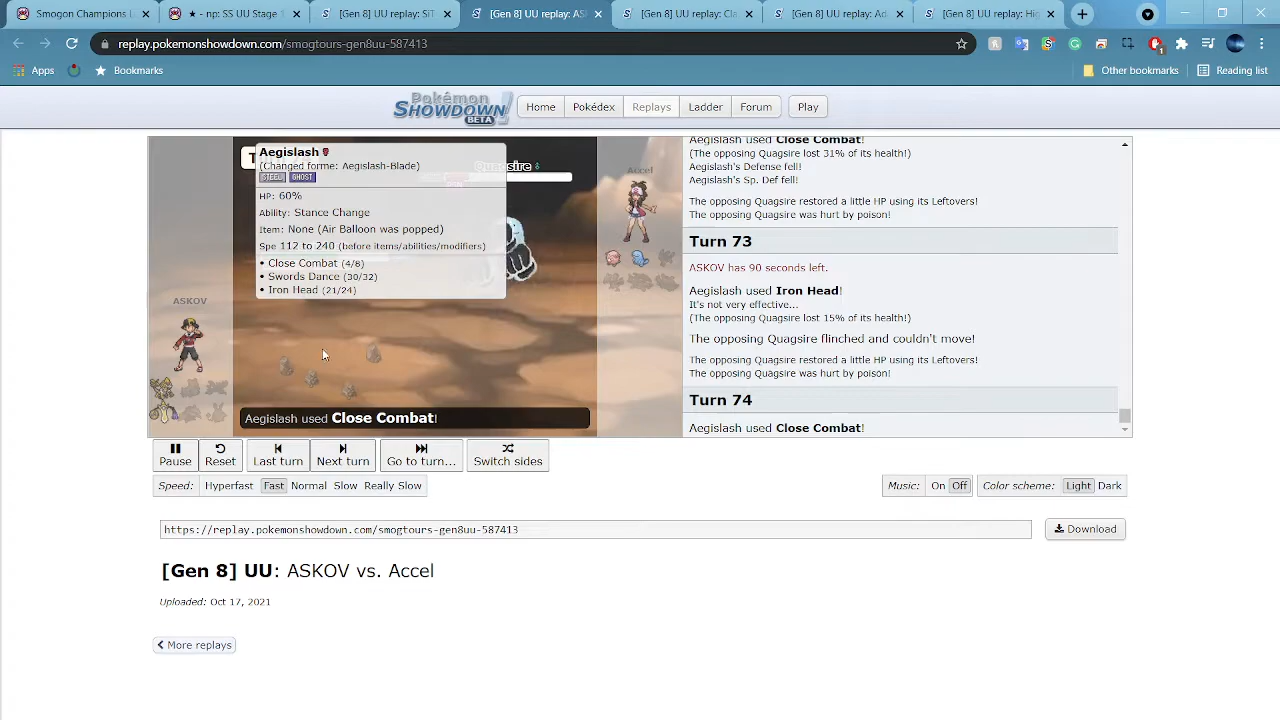 Smogon Champions L
★ - np: SS UU Stage 1
[Gen 8] UU replay: SiT
[Gen 8] UU replay: ASK
[Gen 8] UU replay: Cla
[Gen 8] UU replay: Ad
[Gen 8] UU replay: Hig
replay.pokemonshowdown.com/smogtours-gen8uu-587413
Apps
Bookmarks
Other bookmarks
Reading list
Pokémon
SHOWDOWN!
BETA
Home
Pokédex
Replays
Ladder
Forum
Play
Aegislash
(Changed forme: Aegislash-Blade)
STEEL GHOST
HP: 60%
Ability: Stance Change
Item: None (Air Balloon was popped)
Spe 112 to 240 (before items/abilities/modifiers)
• Close Combat (4/8)
• Swords Dance (30/32)
• Iron Head (21/24)
Quagsire
ASKOV
Accel
Aegislash used Close Combat!
Aegislash used Close Combat!
(The opposing Quagsire lost 31% of its health!)
Aegislash's Defense fell!
Aegislash's Sp. Def fell!
The opposing Quagsire restored a little HP using its Leftovers!
The opposing Quagsire was hurt by poison!
Turn 73
ASKOV has 90 seconds left.
Aegislash used Iron Head!
It's not very effective...
(The opposing Quagsire lost 15% of its health!)
The opposing Quagsire flinched and couldn't move!
The opposing Quagsire restored a little HP using its Leftovers!
The opposing Quagsire was hurt by poison!
Turn 74
Aegislash used Close Combat!
Pause
Reset
Last turn
Next turn
Go to turn...
Switch sides
Speed: Hyperfast Fast Normal Slow Really Slow
Music: On Off
Color scheme: Light Dark
https://replay.pokemonshowdown.com/smogtours-gen8uu-587413
Download
[Gen 8] UU: ASKOV vs. Accel
Uploaded: Oct 17, 2021
More replays